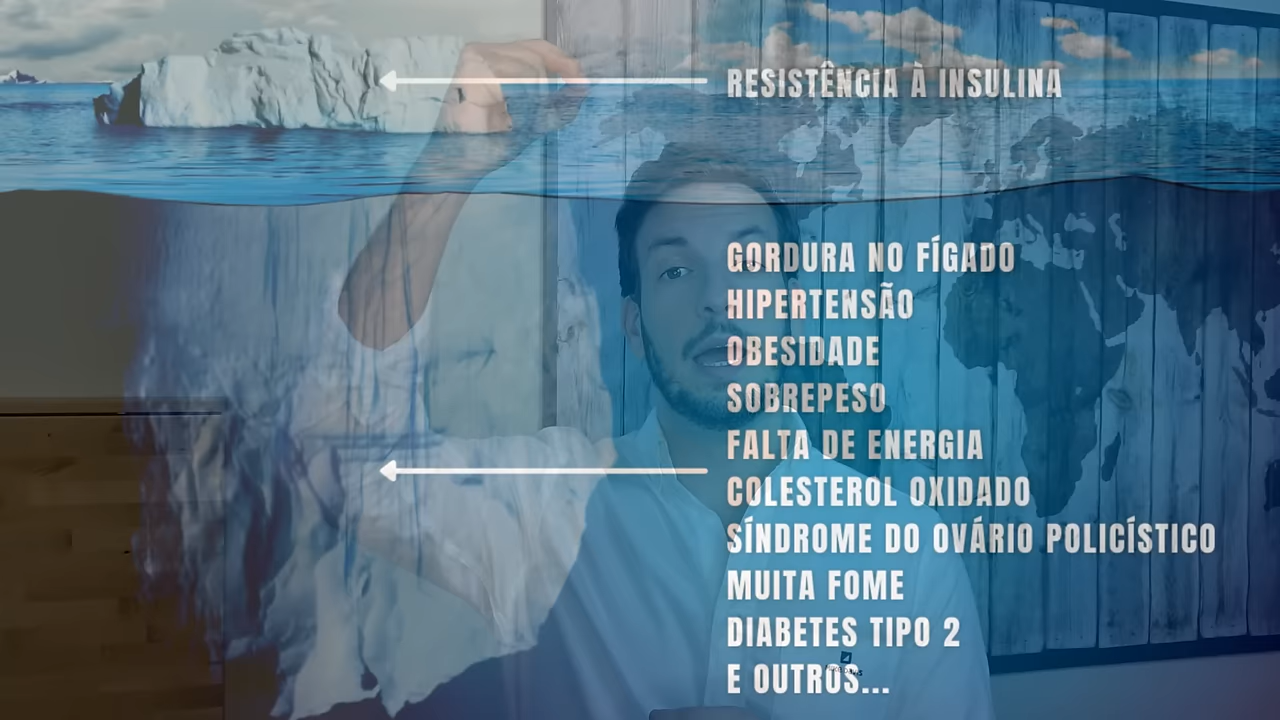 RESISTÊNCIA À INSULINA
GORDURA NO FÍGADO
HIPERTENSÃO
OBESIDADE
SOBREPESO
FALTA DE ENERGIA
COLESTEROL OXIDADO
SÍNDROME DO OVÁRIO POLICÍSTICO
MUITA FOME
DIABETES TIPO 2
E OUTROS...